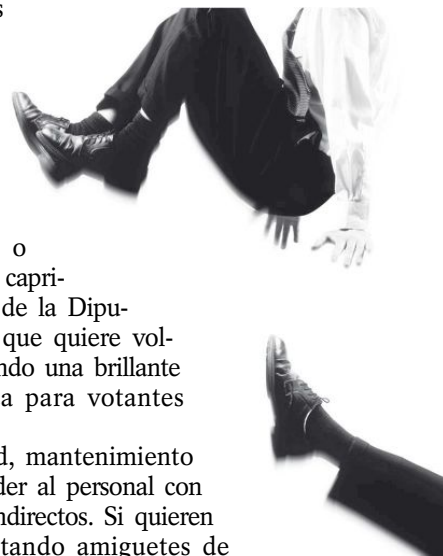 s
o
capri-
de la Dipu-
que quiere vol-
ndo una brillante
a para votantes
d, mantenimiento
der al personal con
ndirectos. Si quieren
tando amiguetes de